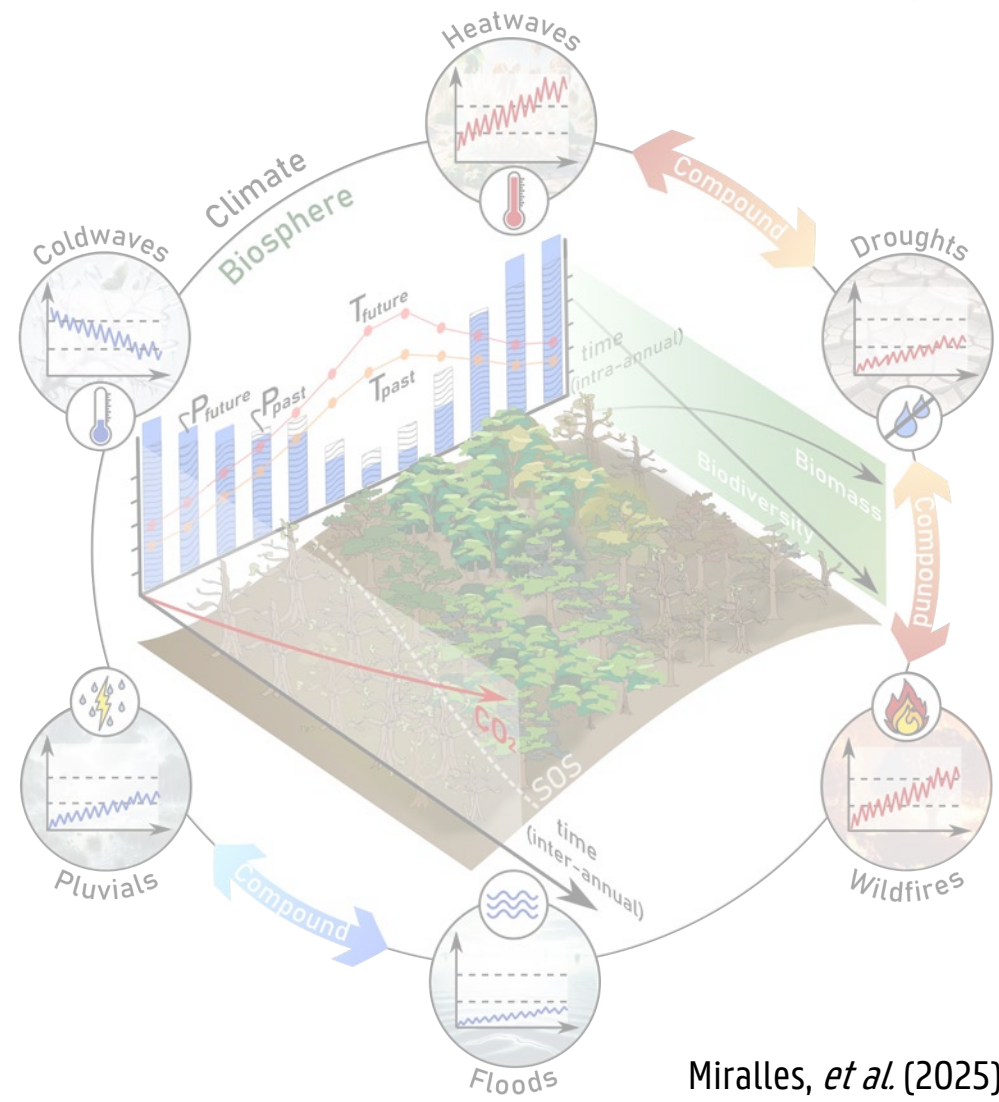 Heatwaves
Climate
Biosphere
Compound
Coldwaves
Droughts
Tfuture
time
(intra-annual)
Pfuture
Ppast
Tpast
Biomass
Biodiversity
Compound
CO₂
SOS
time
(inter-annual)
Pluvials
Compound
Wildfires
Floods
Miralles, et al. (2025)